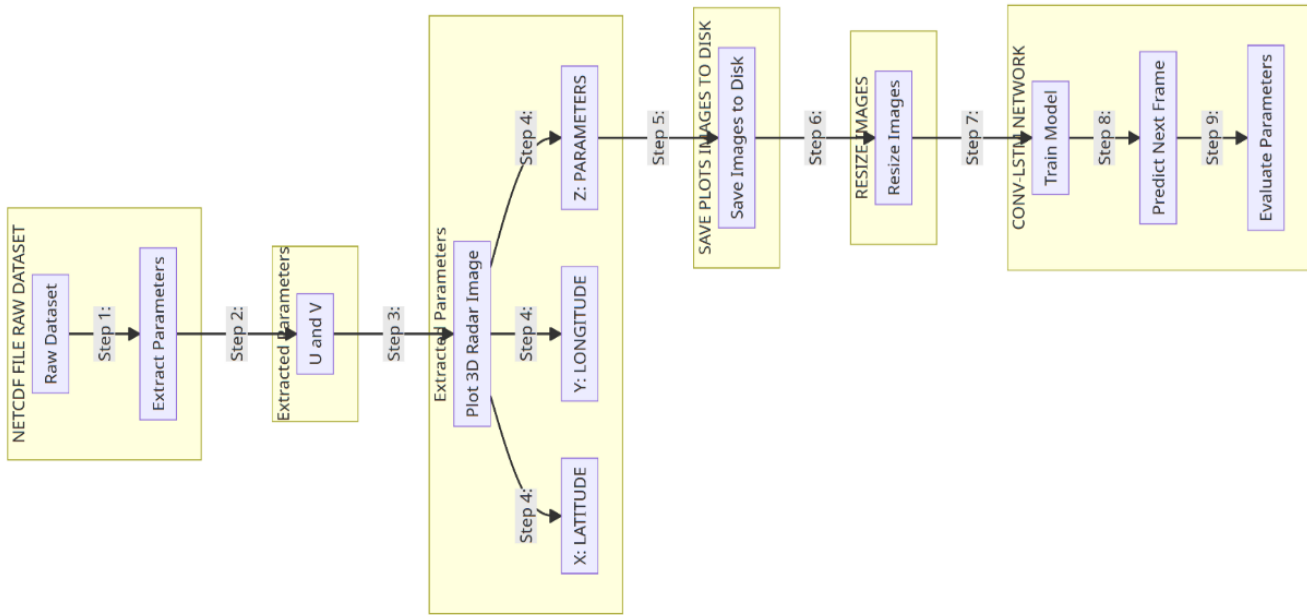 NETCDF FILE RAW DATASET
Raw Dataset
Step 1:
Extract Parameters
Step 2:
Extracted Parameters
U and V
Step 3:
Extracted Parameters
Plot 3D Radar Image
Step 4:
Step 4:
Step 4:
X: LATITUDE
Y: LONGITUDE
Z: PARAMETERS
Step 5:
SAVE PLOTS IMAGES TO DISK
Save Images to Disk
Step 6:
RESIZE IMAGES
Resize Images
Step 7:
CONV-LSTM NETWORK
Train Model
Step 8:
Predict Next Frame
Step 9:
Evaluate Parameters